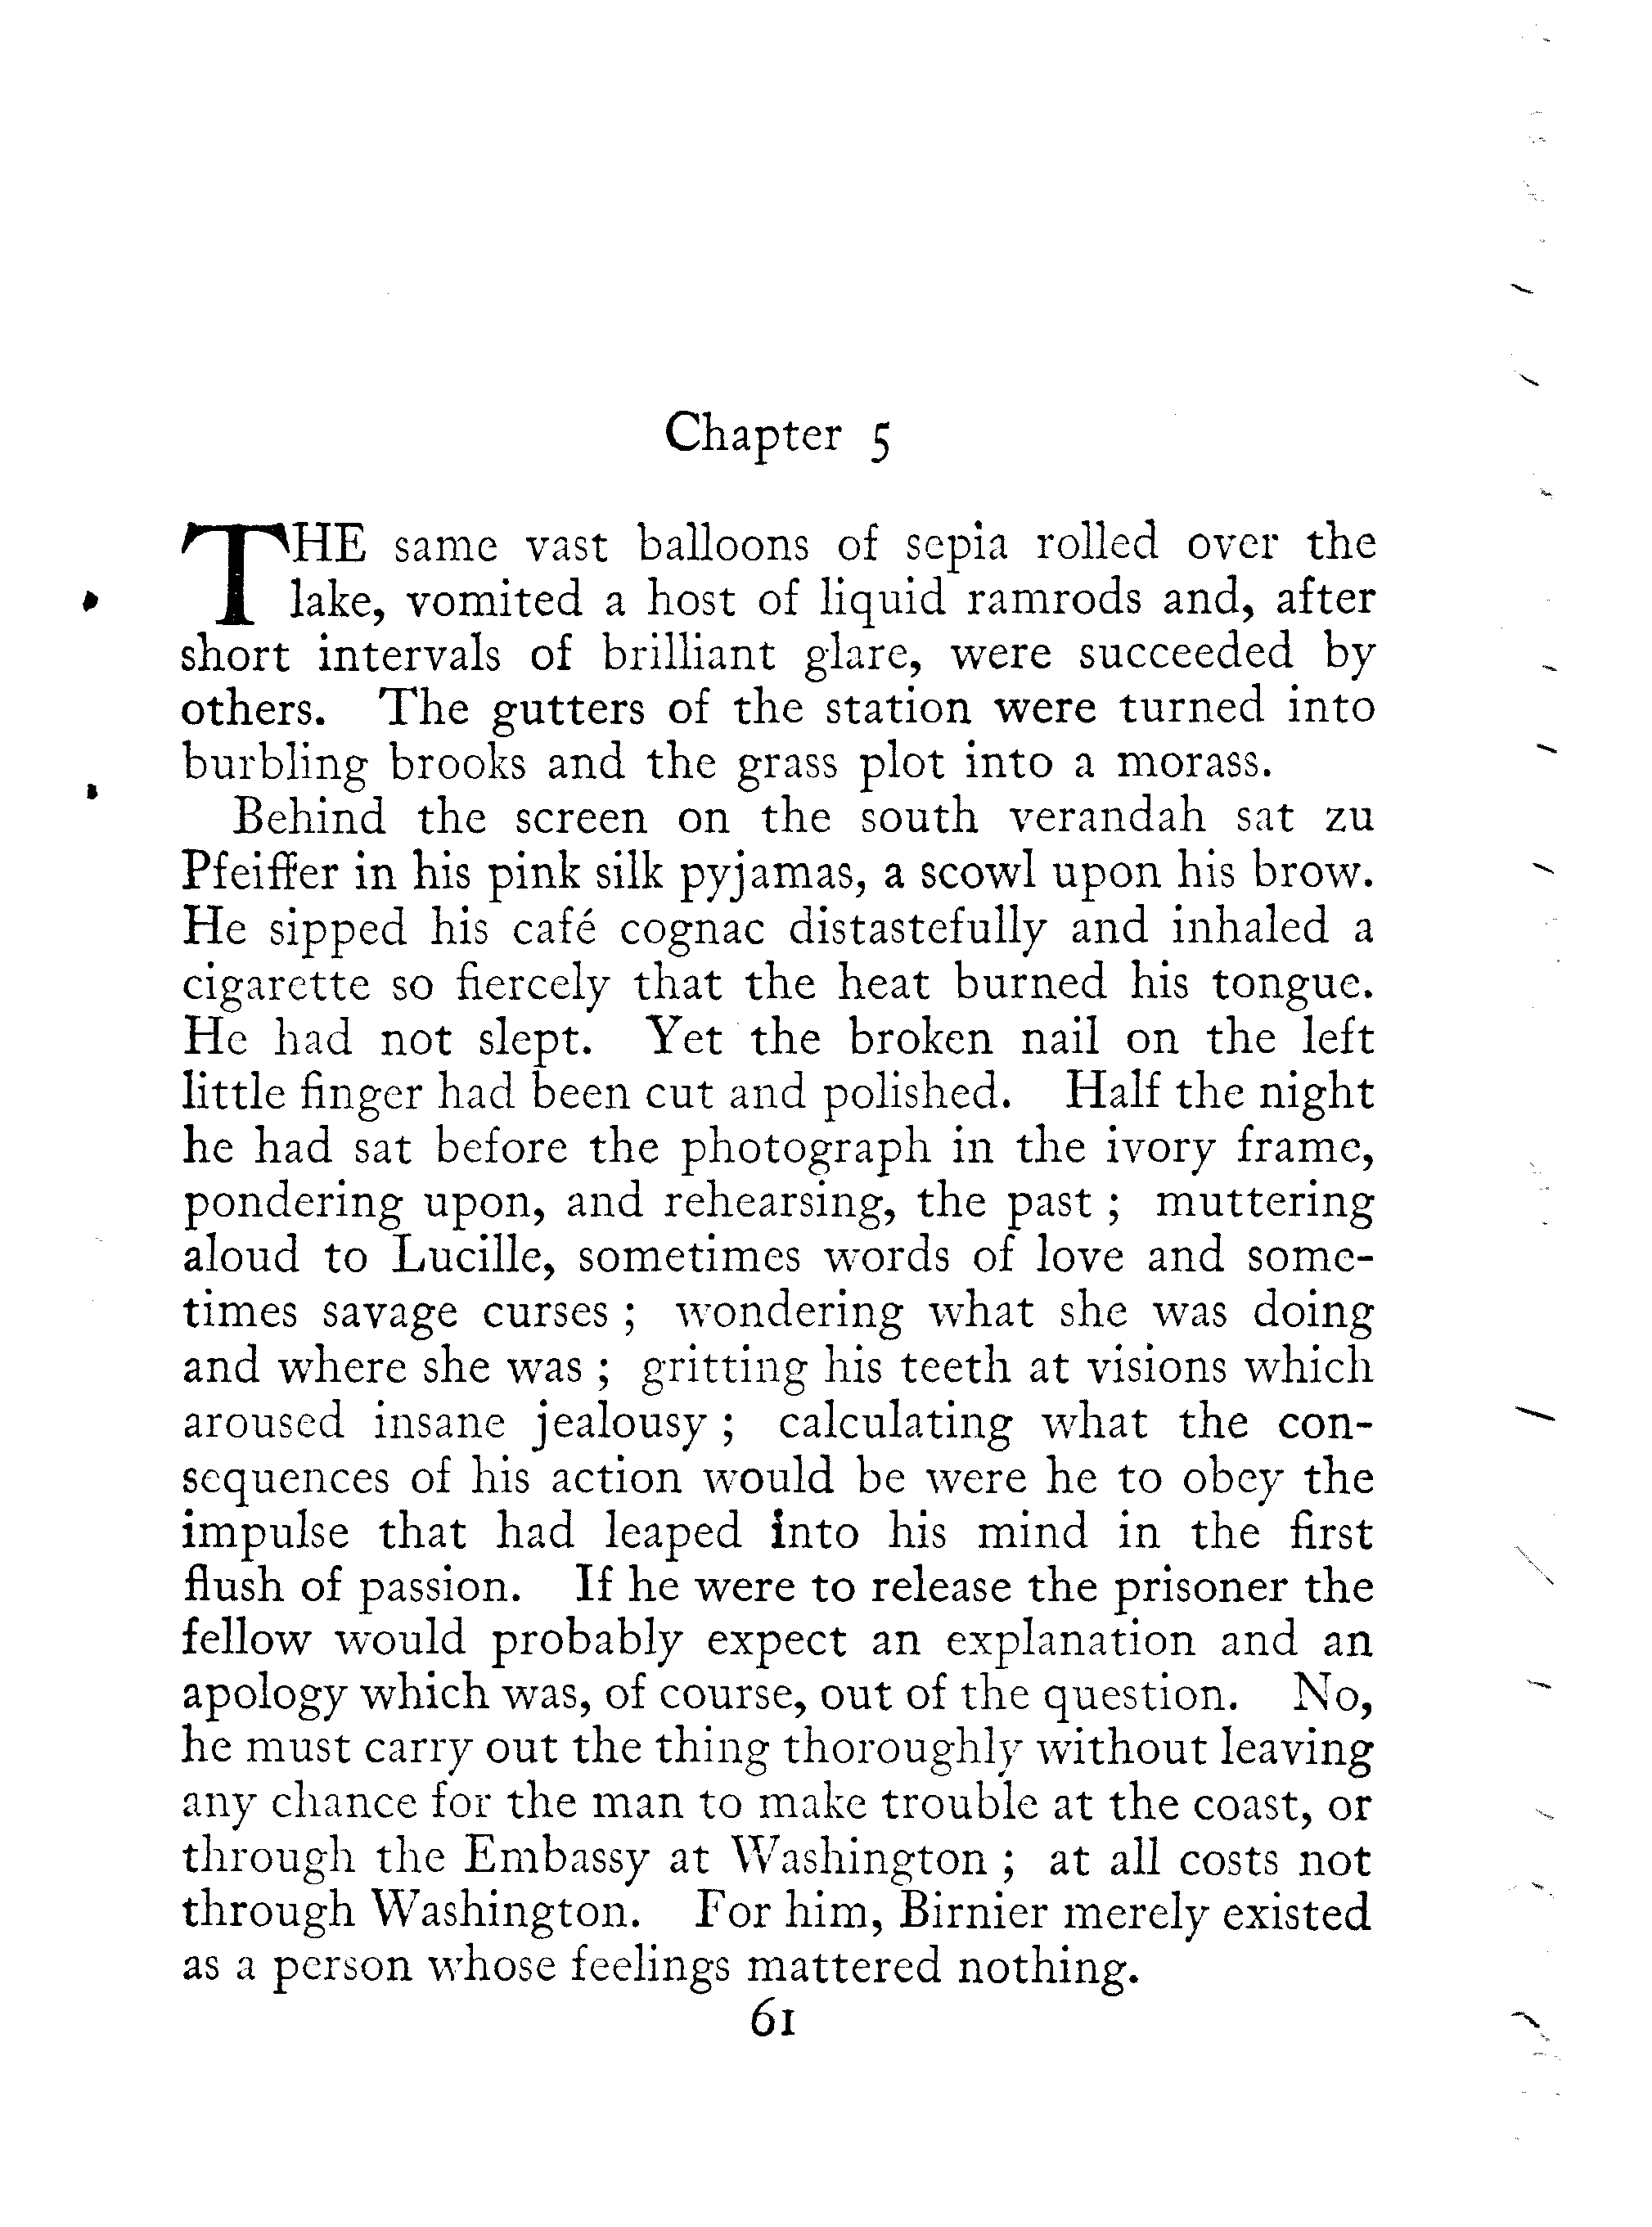 Chapter 5
THE same vast balloons of sepia rolled over the
lake, vomited a host of liquid ramrods and, after
short intervals of brilliant glare, were succeeded by
others. The gutters of the station were turned into
burbling brooks and the grass plot into a morass.
Behind the screen on the south verandah sat zu
Pfeiffer in his pink silk pyjamas, a scowl upon his brow.
He sipped his café cognac distastefully and inhaled a
cigarette so fiercely that the heat burned his tongue.
He had not slept. Yet the broken nail on the left
little finger had been cut and polished. Half the night
he had sat before the photograph in the ivory frame,
pondering upon, and rehearsing, the past ; muttering
aloud to Lucille, sometimes words of love and some-
times savage curses ; wondering what she was doing
and where she was ; gritting his teeth at visions which
aroused insane jealousy ; calculating what the con-
sequences of his action would be were he to obey the
impulse that had leaped into his mind in the first
flush of passion. If he were to release the prisoner the
fellow would probably expect an explanation and an
apology which was, of course, out of the question. No,
he must carry out the thing thoroughly without leaving
any chance for the man to make trouble at the coast, or
through the Embassy at Washington ; at all costs not
through Washington. For him, Birnier merely existed
as a person whose feelings mattered nothing.
61